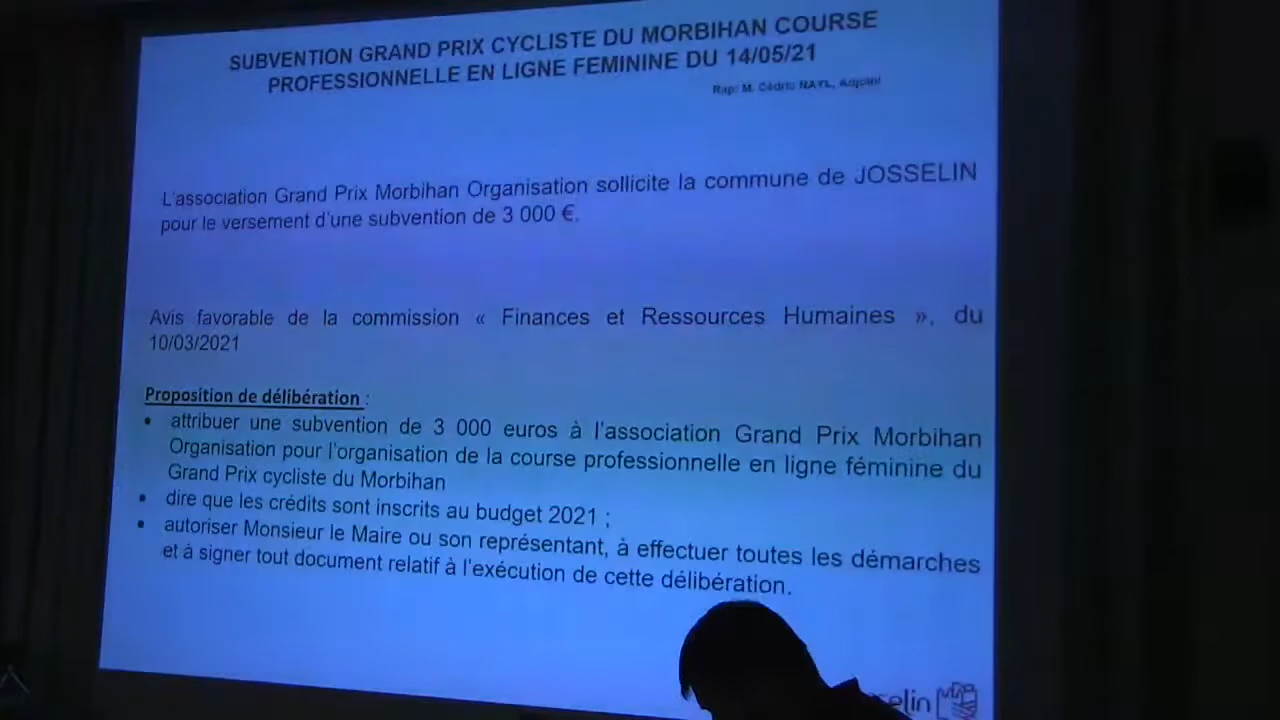 SUBVENTION GRAND PRIX CYCLISTE DU MORBIHAN COURSE
PROFESSIONNELLE EN LIGNE FEMININE DU 14/05/21
Rap: M. Cédric NAYL, Adjoint
L'association Grand Prix Morbihan Organisation sollicite la commune de JOSSELIN
pour le versement d'une subvention de 3 000 €.
Avis favorable de la commission « Finances et Ressources Humaines », du
10/03/2021
Proposition de délibération :
• attribuer une subvention de 3 000 euros à l'association Grand Prix Morbihan
Organisation pour l'organisation de la course professionnelle en ligne féminine du
Grand Prix cycliste du Morbihan
• dire que les crédits sont inscrits au budget 2021 ;
• autoriser Monsieur le Maire ou son représentant, à effectuer toutes les démarches
et à signer tout document relatif à l'exécution de cette délibération.
selin